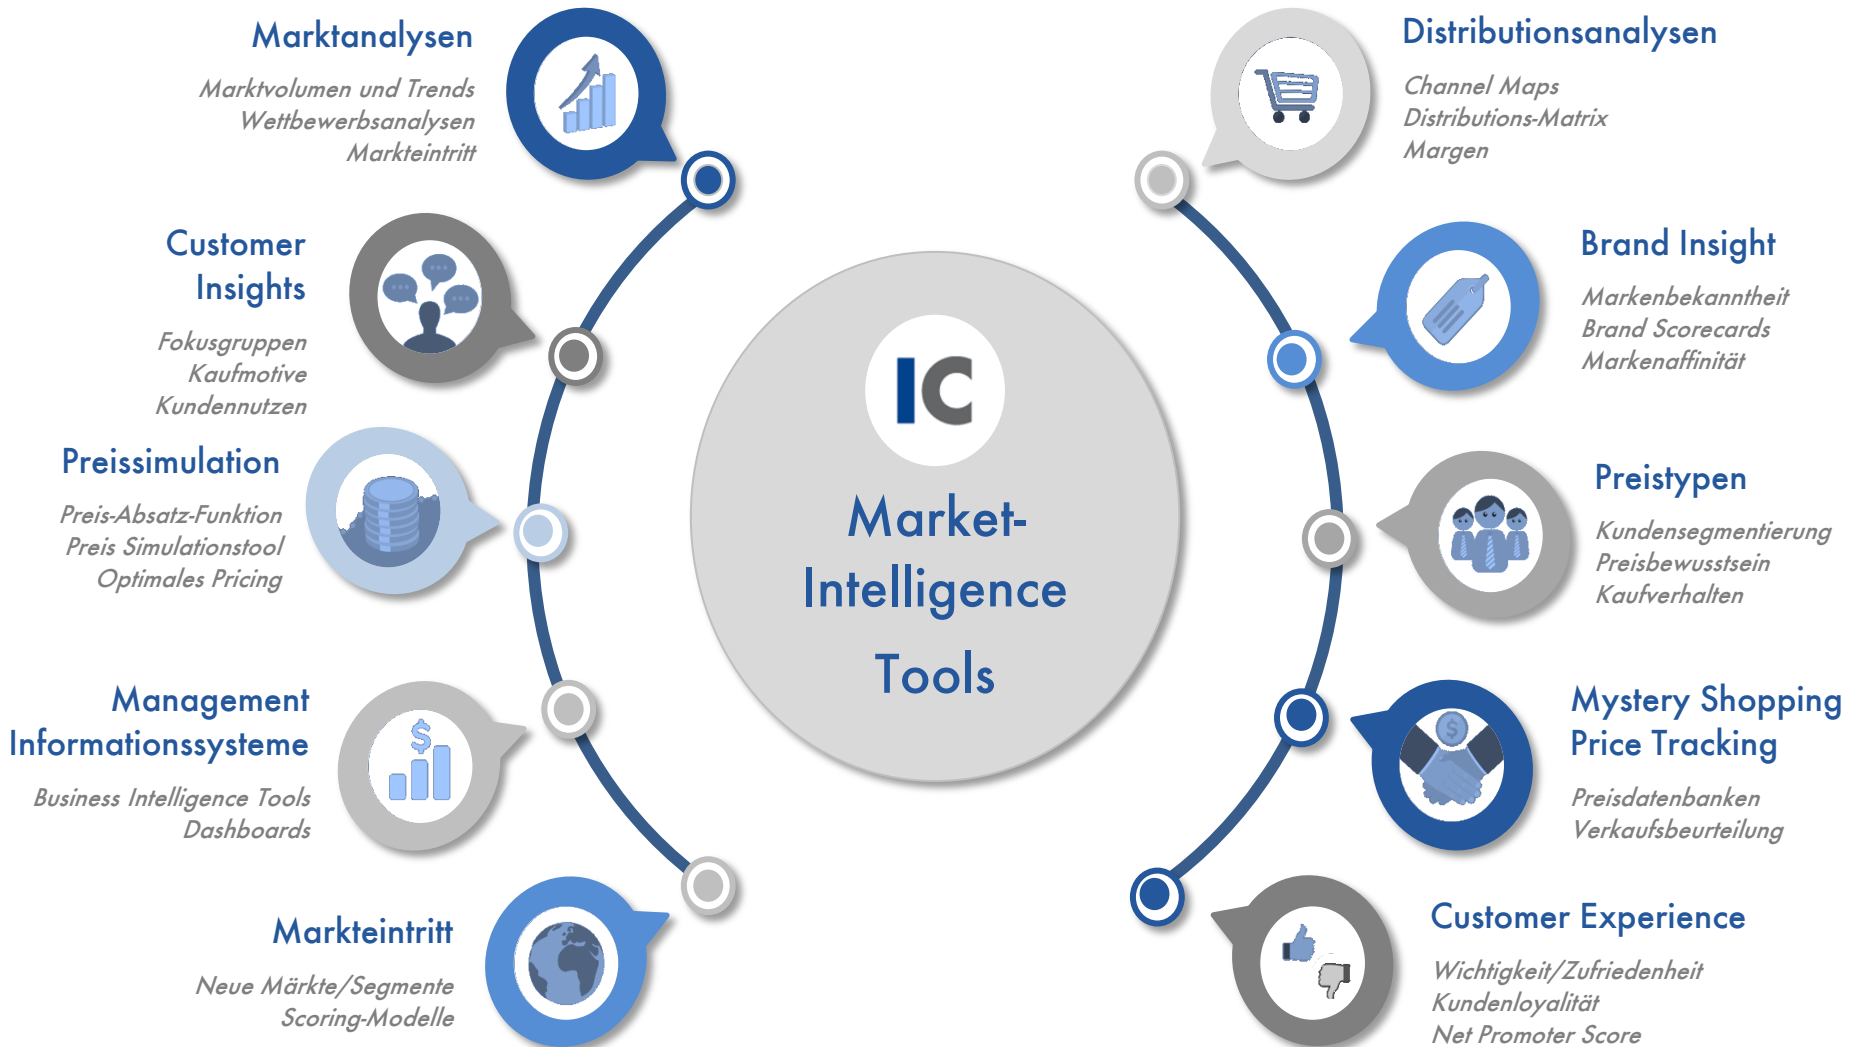 Marktanalysen
Marktvolumen und Trends
Wettbewerbsanalysen
Markteintritt
Customer
Insights
Fokusgruppen
Kaufmotive
Kundennutzen
Preissimulation
Preis-Absatz-Funktion
Preis Simulationstool
Optimales Pricing
Management
Informationssysteme
Business Intelligence Tools
Dashboards
Markteintritt
Neue Märkte/Segmente
Scoring-Modelle
IC
Market-
Intelligence
Tools
Distributionsanalysen
Channel Maps
Distributions-Matrix
Margen
Brand Insight
Markenbekanntheit
Brand Scorecards
Markenaffinität
Preistypen
Kundensegmentierung
Preisbewusstsein
Kaufverhalten
Mystery Shopping
Price Tracking
Preisdatenbanken
Verkaufsbeurteilung
Customer Experience
Wichtigkeit/Zufriedenheit
Kundenloyalität
Net Promoter Score
$
$